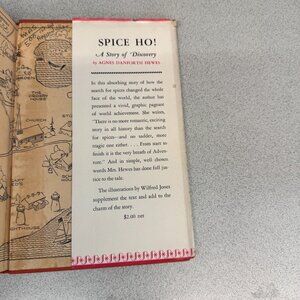 SPICE HO!
A Story of Discovery
by AGNES DANFORTH HEWES
In this absorbing story of how the
search for spices changed the whole
face of the world, the author has
presented a vivid, graphic pageant
of world achievement. She writes,
"There is no more romantic, exciting
story in all history than the search
for spices—and no sadder, more
tragic one either. . . . From start to
finish it is the very breath of Adven-
ture." And in simple, well chosen
words Mrs. Hewes has done full jus-
tice to the tale.
The illustrations by Wilfred Jones
supplement the text and add to the
charm of the story.
$2.00 net
THE
HOUSE